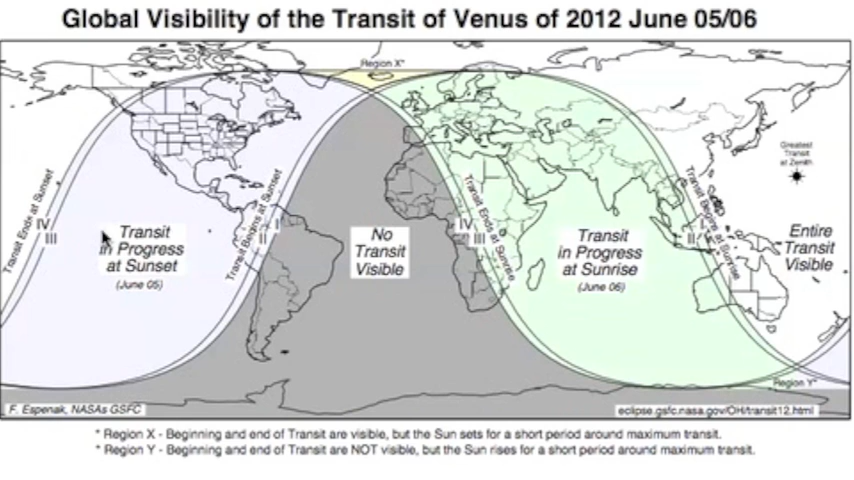 Global Visibility of the Transit of Venus of 2012 June 05/06
Region X*
Greatest
Transit
at Zenith
Transit Ends at Sunset
IV
III
Transit
in Progress
at Sunset
(June 05)
Transit Begins at Sunset
I
II
No
Transit
Visible
IV
III
Transit Ends at Sunrise
Transit
in Progress
at Sunrise
(June 06)
Transit Begins at Sunrise
II
Entire
Transit
Visible
Region Y*
F. Espenak, NASAs GSFC
eclipse.gsfc.nasa.gov/OH/transit12.html
* Region X - Beginning and end of Transit are visible, but the Sun sets for a short period around maximum transit.
* Region Y - Beginning and end of Transit are NOT visible, but the Sun rises for a short period around maximum transit.